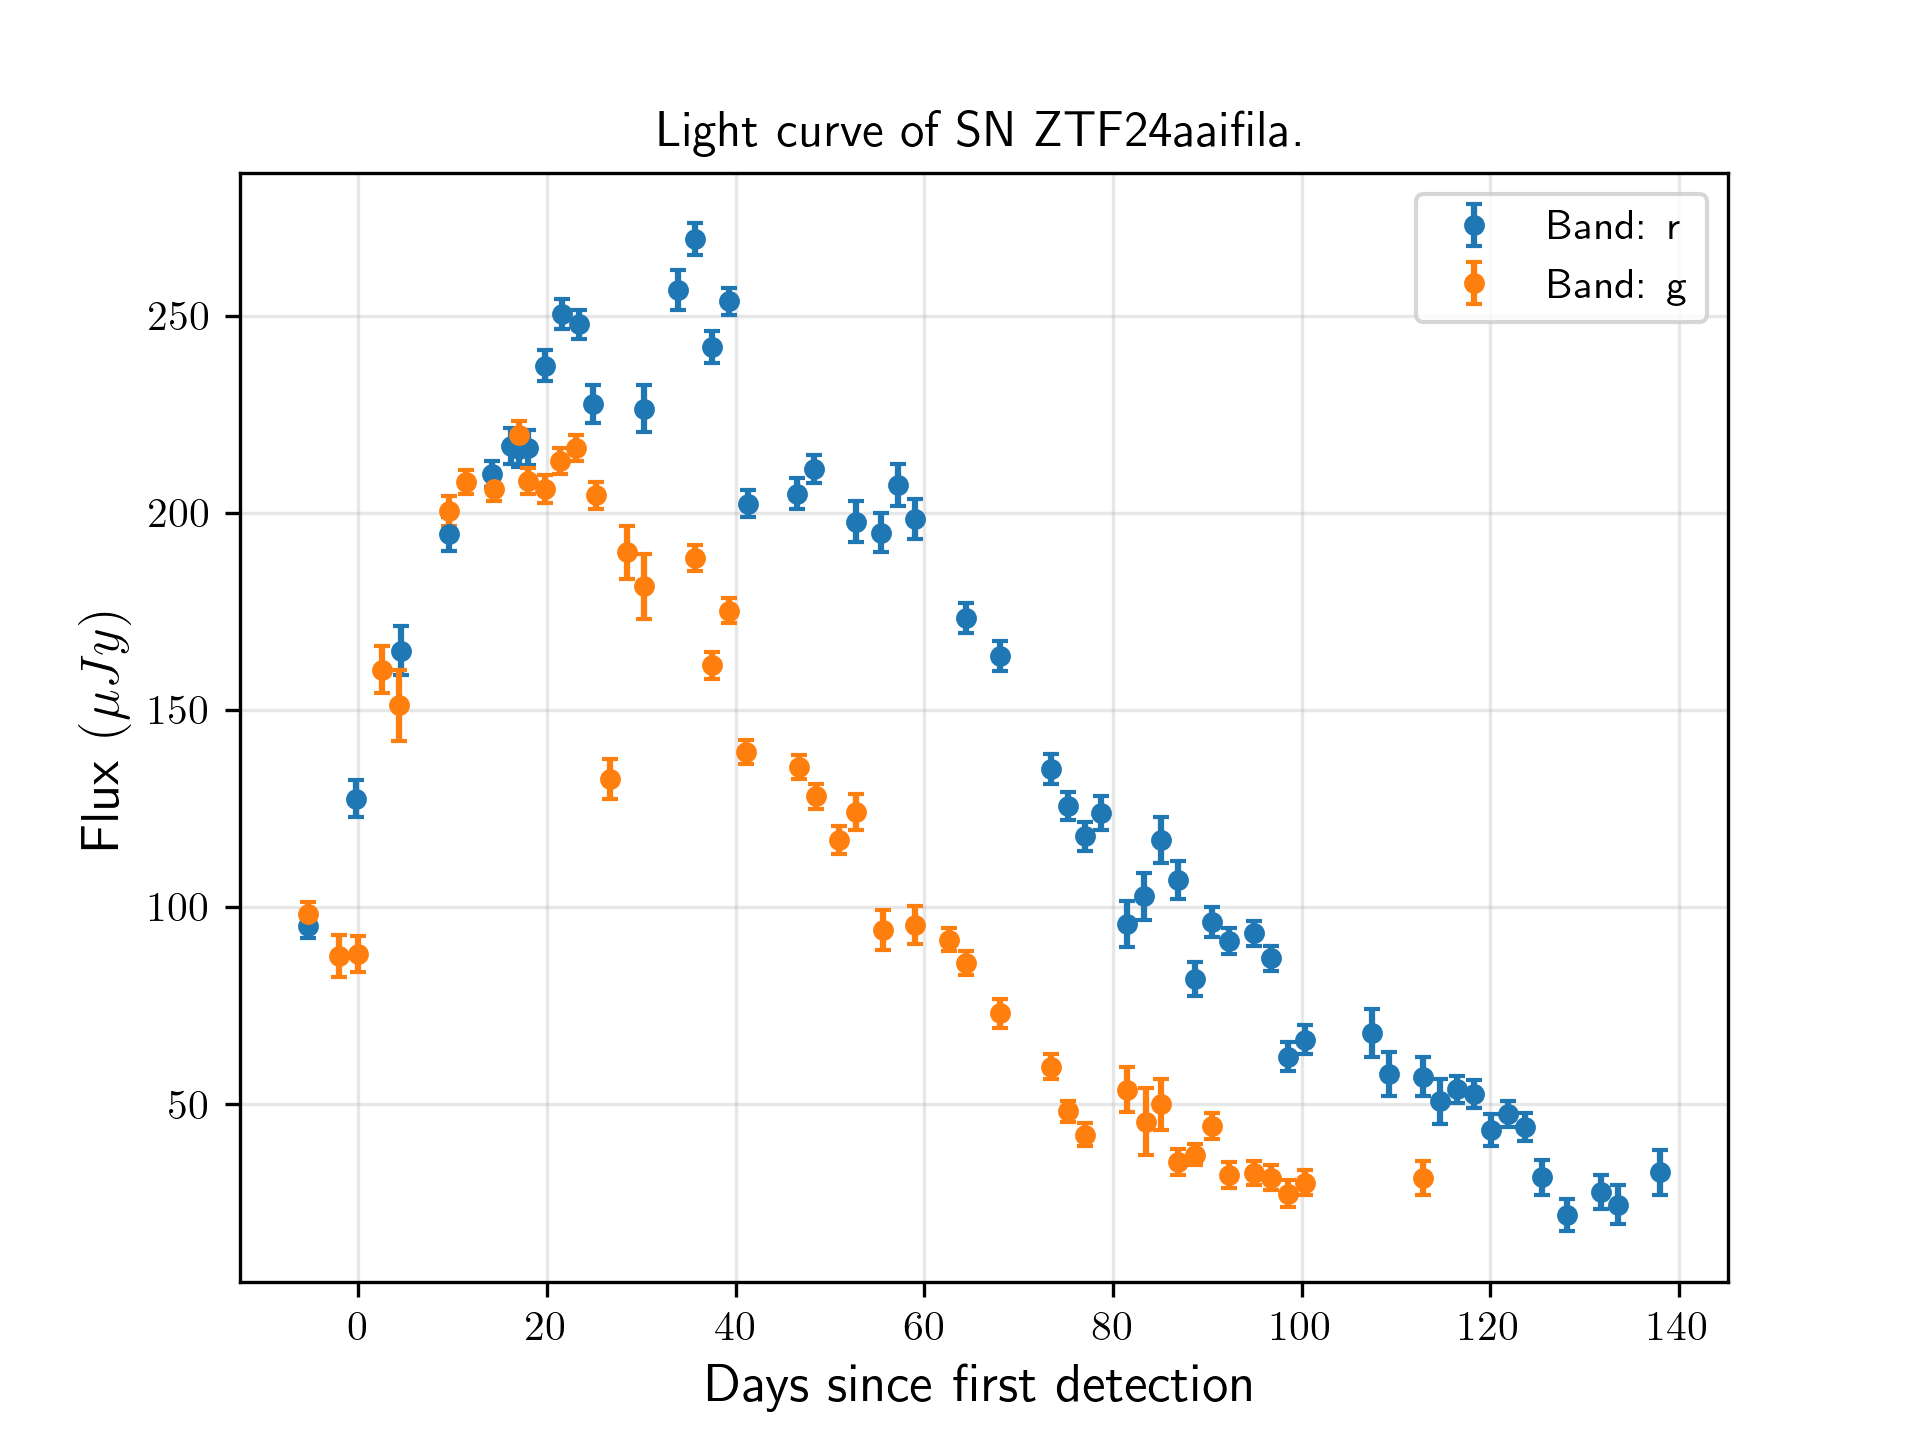 Light curve of SN ZTF24aaifila.
Band: r
Band: g
250
200
150
100
50
Flux (μJy)
0 20 40 60 80 100 120 140
Days since first detection